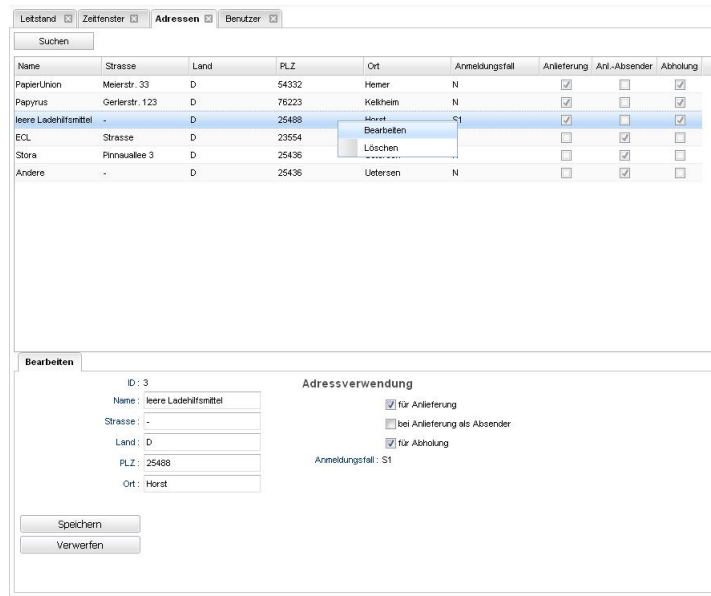 Leitstand Zeitfenster Adressen Benutzer
Suchen
Name Strasse Land PLZ Ort Anmeldungsfall Anlieferung Anl.-Absender Abholung
PapierUnion Meierstr. 33 D 54332 Hemer N
Papyrus Gerlerstr. 123 D 76223 Kelkheim N
leere Ladehilfsmittel - D 25488 Horst S1
Bearbeiten
ECL Strasse D 23554
Löschen
Stora Pinnauallee 3 D 25436 Uetersen N
Andere - D 25436 Uetersen N
Bearbeiten
ID : 3 Adressverwendung
Name : leere Ladehilfsmittel für Anlieferung
Strasse : - bei Anlieferung als Absender
Land : D für Abholung
PLZ : 25488 Anmeldungsfall : S1
Ort : Horst
Speichern
Verwerfen